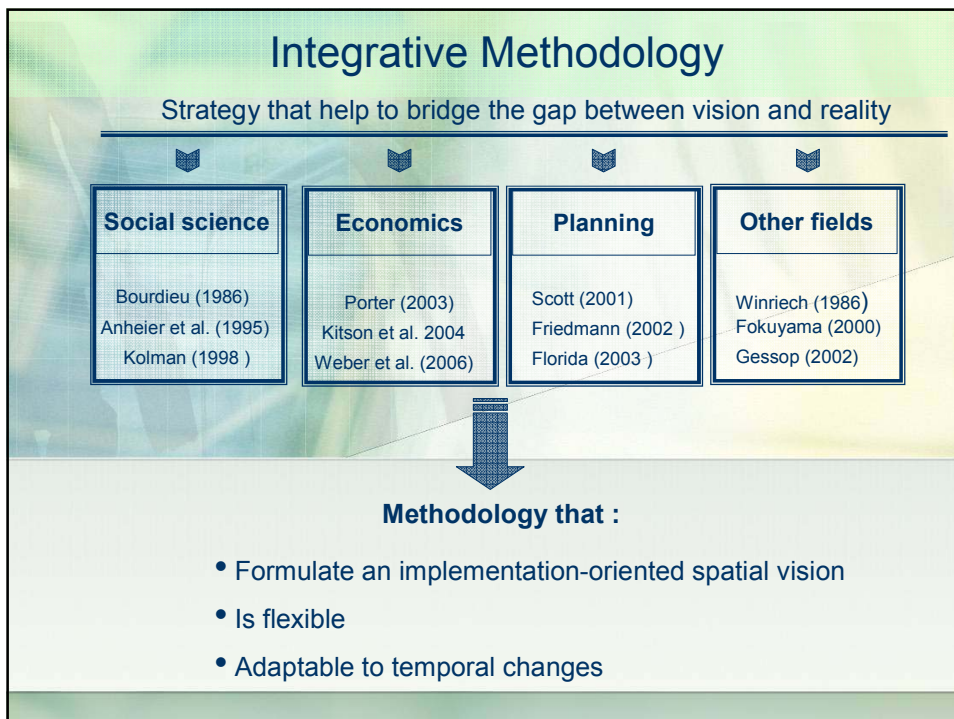 Integrative Methodology
Strategy that help to bridge the gap between vision and reality
Social science
Bourdieu (1986)
Anheier et al. (1995)
Kolman (1998 )
Economics
Porter (2003)
Kitson et al. 2004
Weber et al. (2006)
Planning
Scott (2001)
Friedmann (2002 )
Florida (2003 )
Other fields
Winriech (1986)
Fokuyama (2000)
Gessop (2002)
Methodology that :
• Formulate an implementation-oriented spatial vision
• Is flexible
• Adaptable to temporal changes